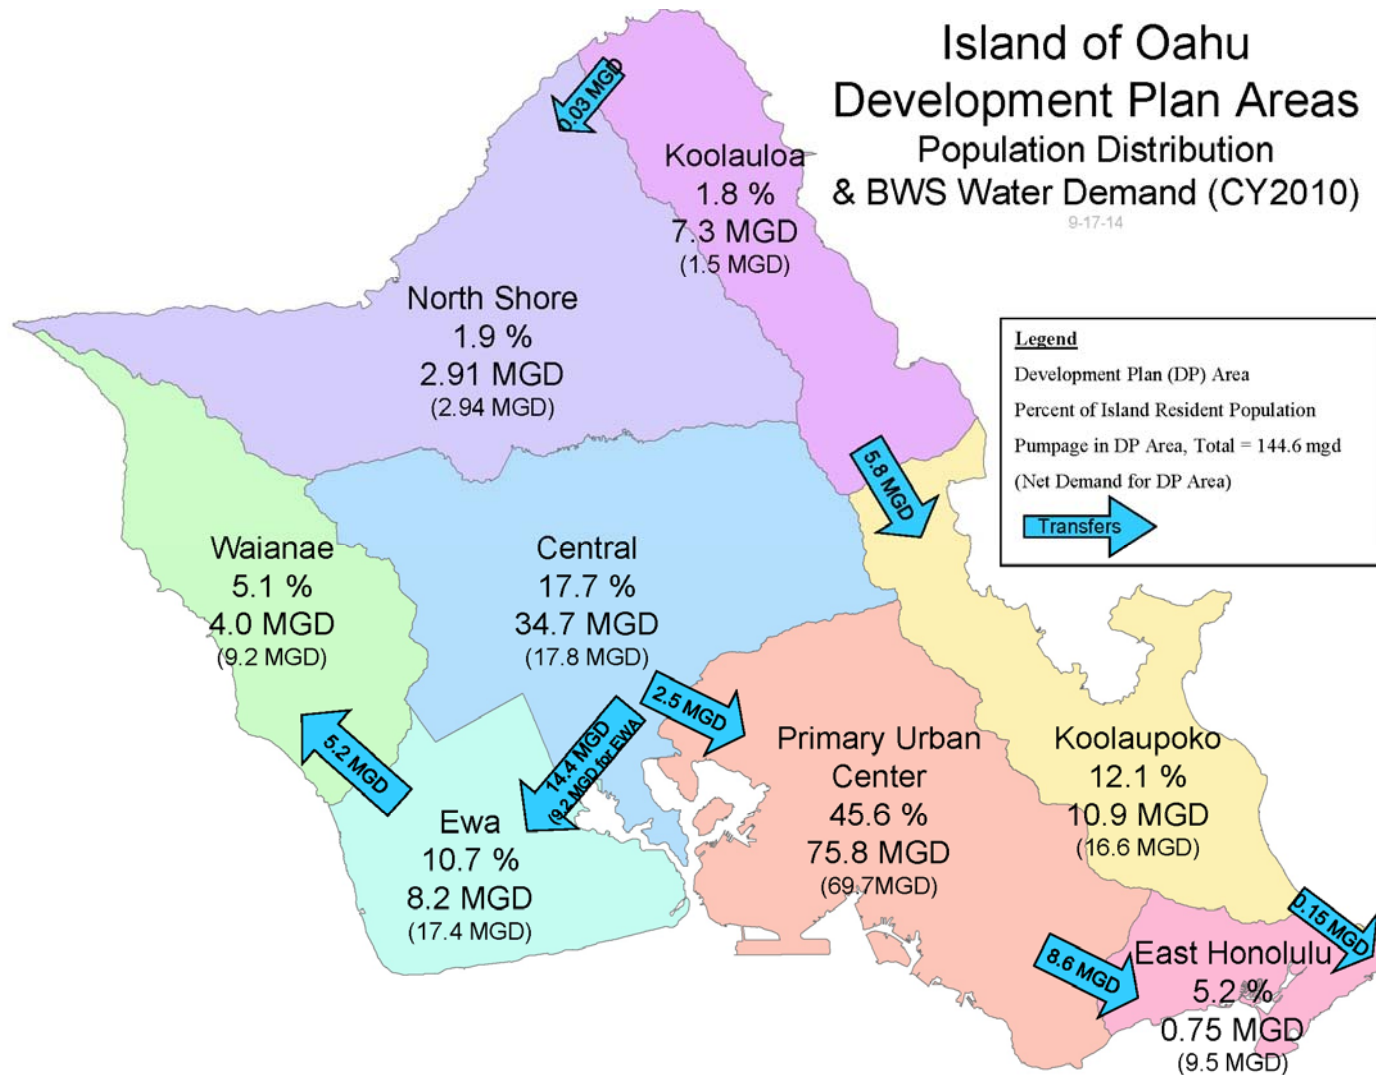 Island of Oahu
Development Plan Areas
Population Distribution
& BWS Water Demand (CY2010)
9-17-14
0.03 MGD
Koolauloa
1.8 %
7.3 MGD
(1.5 MGD)
North Shore
1.9 %
2.91 MGD
(2.94 MGD)
Legend
Development Plan (DP) Area
Percent of Island Resident Population
Pumpage in DP Area, Total = 144.6 mgd
(Net Demand for DP Area)
Transfers
5.8 MGD
Waianae
5.1 %
4.0 MGD
(9.2 MGD)
Central
17.7 %
34.7 MGD
(17.8 MGD)
2.5 MGD
14.4 MGD
(9.2 MGD for EWA
5.2 MGD
Ewa
10.7 %
8.2 MGD
(17.4 MGD)
Primary Urban
Center
45.6 %
75.8 MGD
(69.7MGD)
Koolaupoko
12.1 %
10.9 MGD
(16.6 MGD)
0.15 MGD
8.6 MGD
East Honolulu
5.2 %
0.75 MGD
(9.5 MGD)